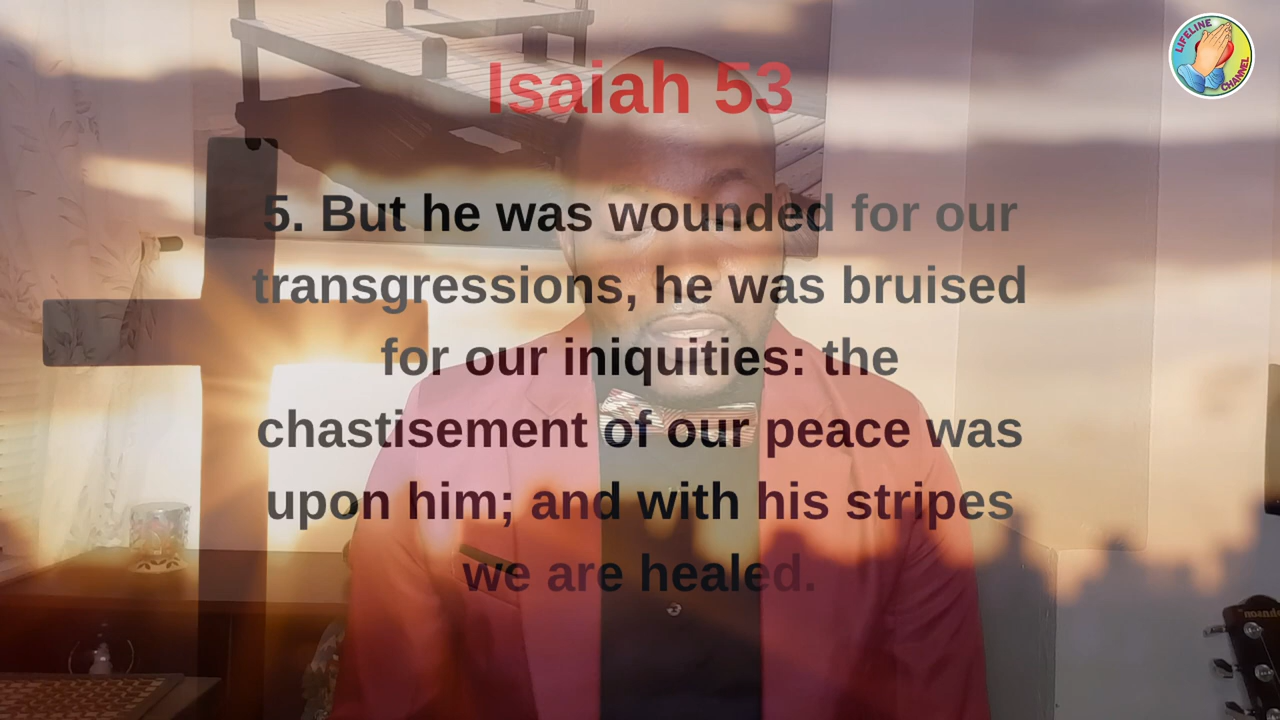 LIFELINE
CHANNEL
Isaiah 53
5. But he was wounded for our
transgressions, he was bruised
for our iniquities: the
chastisement of our peace was
upon him; and with his stripes
we are healed.